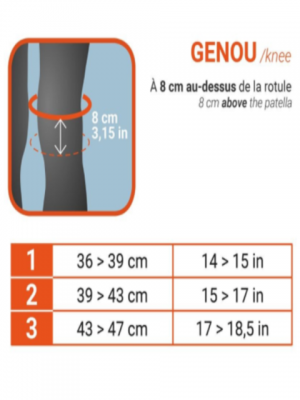 GENOU /knee
À 8 cm au-dessus de la rotule
8 cm above the patella
8 cm
3,15 in
1 36 > 39 cm 14 > 15 in
2 39 > 43 cm 15 > 17 in
3 43 > 47 cm 17 > 18,5 in